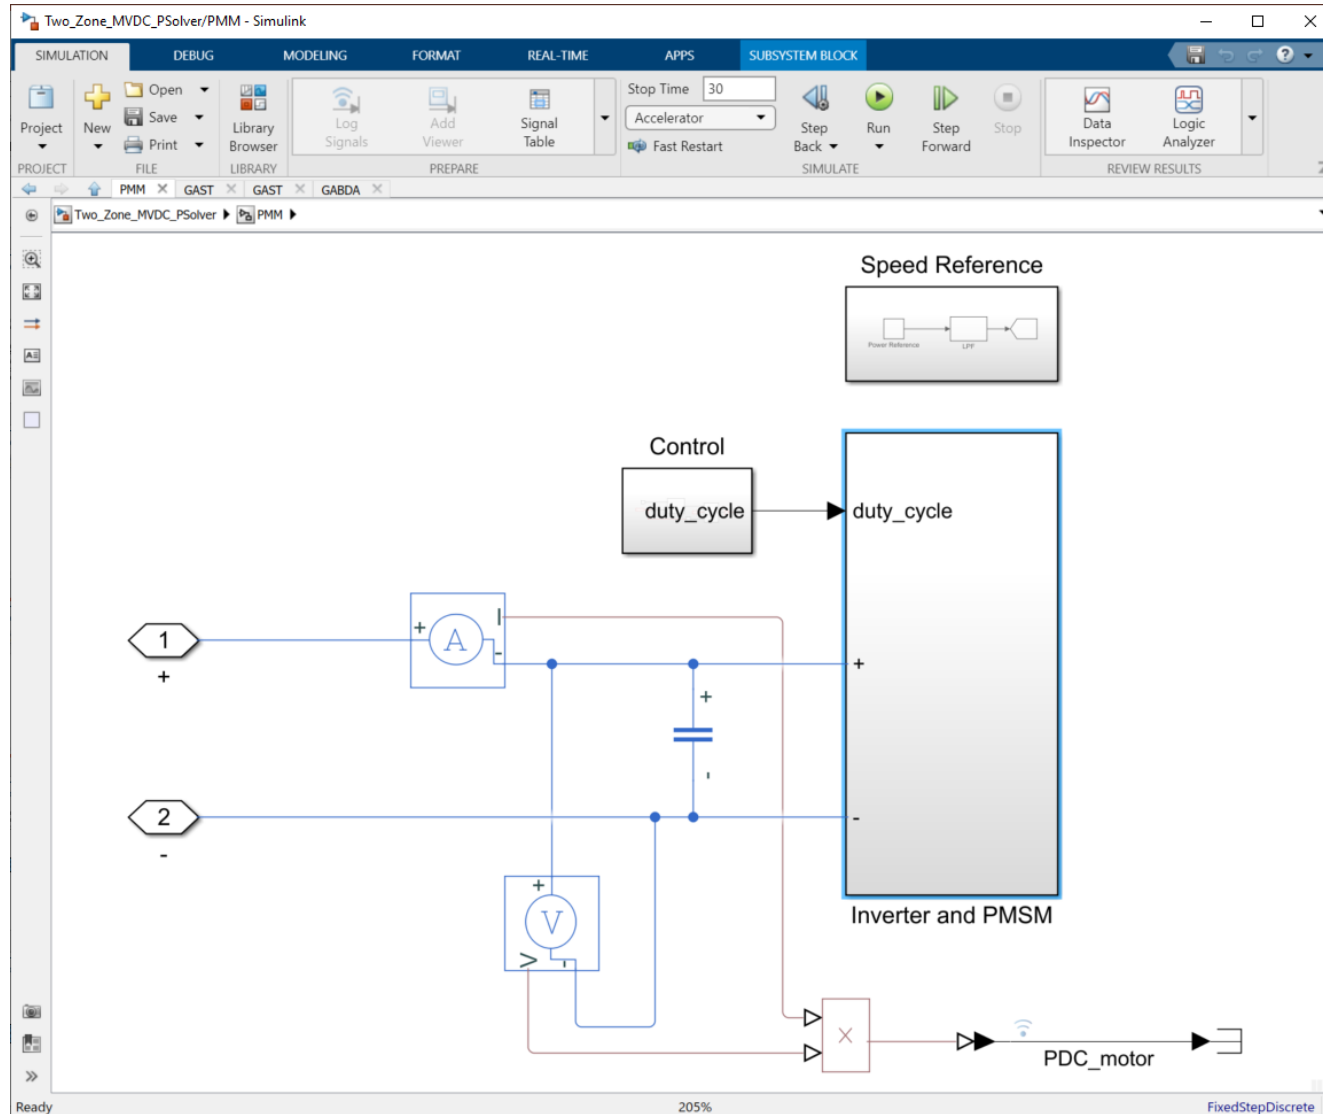 Two_Zone_MVDC_PSolver/PMM - Simulink
SIMULATION DEBUG MODELING FORMAT REAL-TIME APPS SUBSYSTEM BLOCK
Project
New
Open
Save
Print
Library
Browser
Log
Signals
Add
Viewer
Signal
Table
Stop Time 30
Accelerator
Fast Restart
Step
Back
Run
Step
Forward
Stop
Data
Inspector
Logic
Analyzer
PROJECT FILE LIBRARY PREPARE SIMULATE REVIEW RESULTS
PMM GAST GAST GABDA
Two_Zone_MVDC_PSolver PMM
Speed Reference
Power Reference
LPF
Control
duty_cycle
duty_cycle
1
+
+ A -
I
+
+
-
2
-
-
+
V
V -
Inverter and PMSM
×
PDC_motor
Ready 205% FixedStepDiscrete